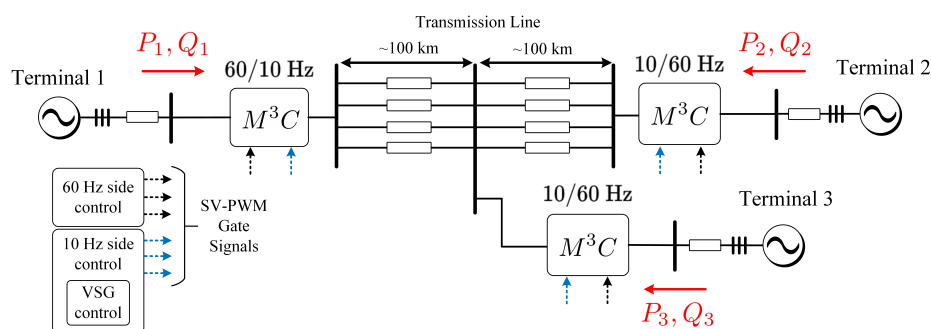 Transmission Line
P₁, Q₁
~100 km
~100 km
P₂, Q₂
Terminal 1
60/10 Hz
10/60 Hz
Terminal 2
M³C
M³C
60 Hz side
control
SV-PWM
Gate
Signals
10 Hz side
control
VSG
control
10/60 Hz
Terminal 3
M³C
P₃, Q₃